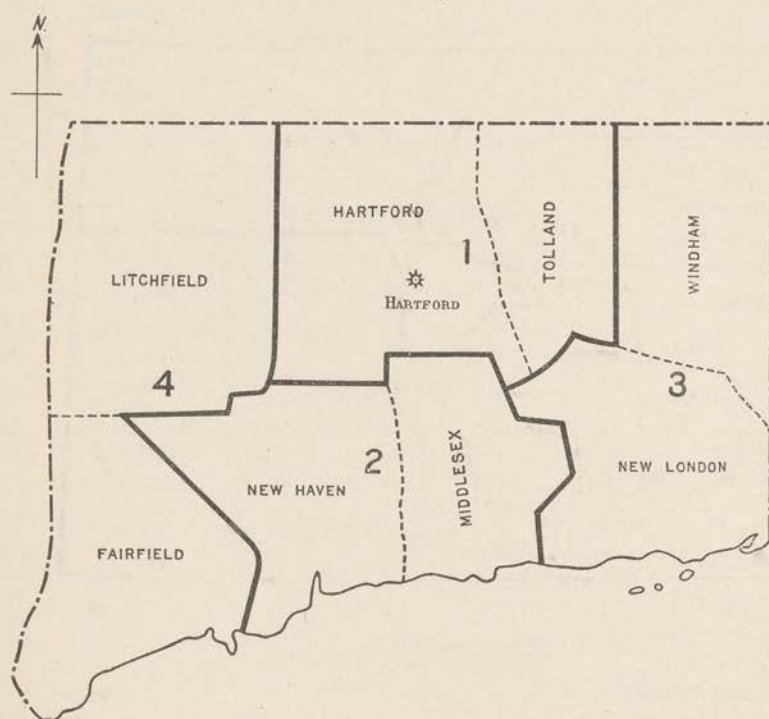 N.
HARTFORD
TOLLAND
WINDHAM
1
LITCHFIELD
HARTFORD
4
3
2
NEW HAVEN
MIDDLESEX
NEW LONDON
FAIRFIELD